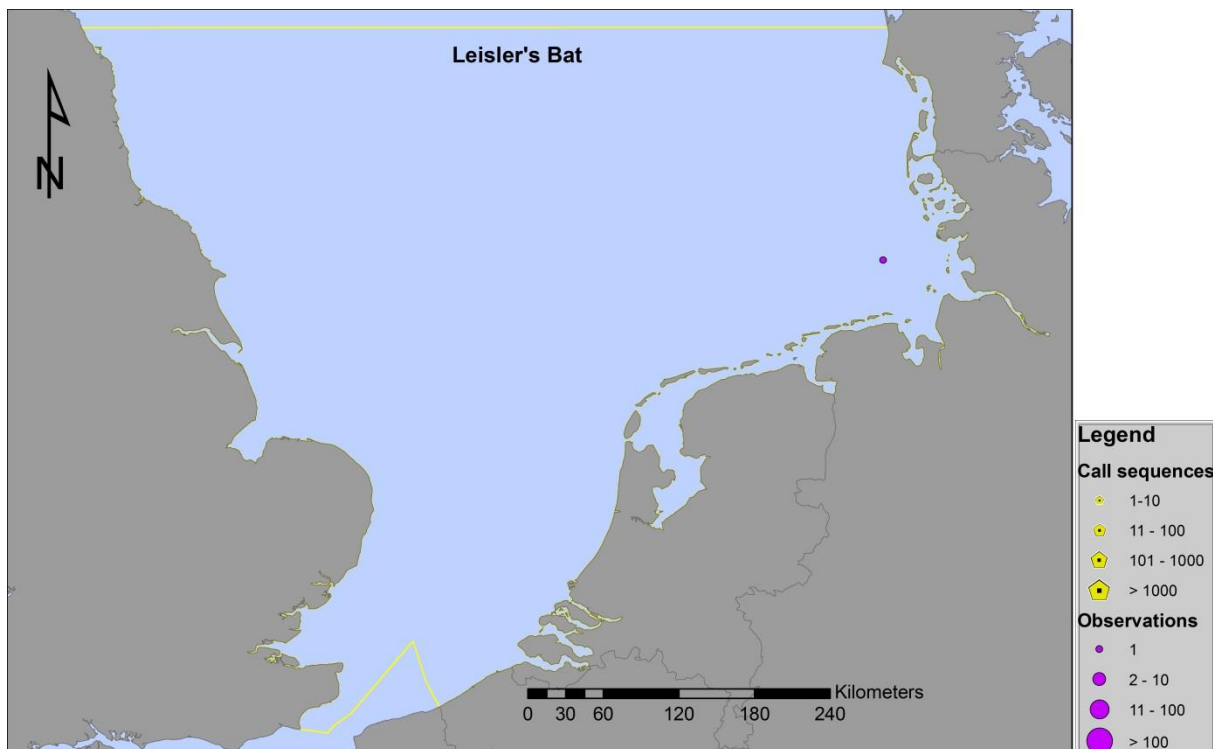 Leisler's Bat
N
Kilometers
0 30 60 120 180 240
Legend
Call sequences
1-10
11 - 100
101 - 1000
> 1000
Observations
1
2 - 10
11 - 100
> 100